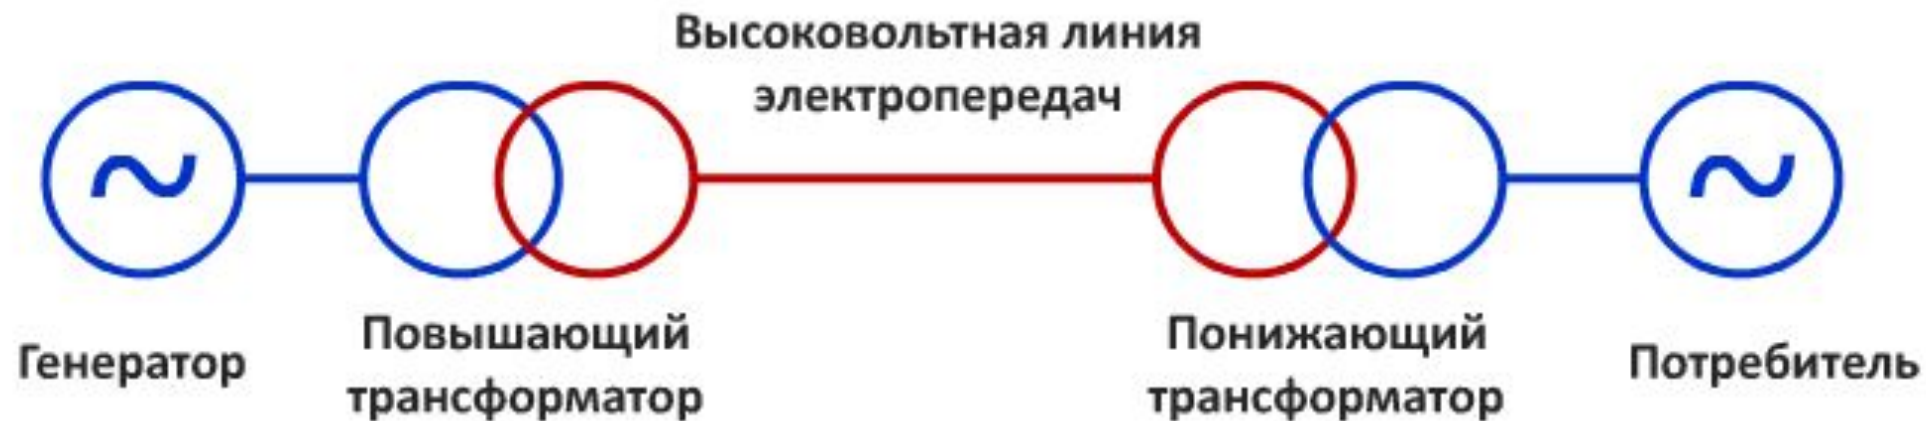 Высоковольтная линия
электропередач
Генератор
Повышающий
трансформатор
Понижающий
трансформатор
Потребитель